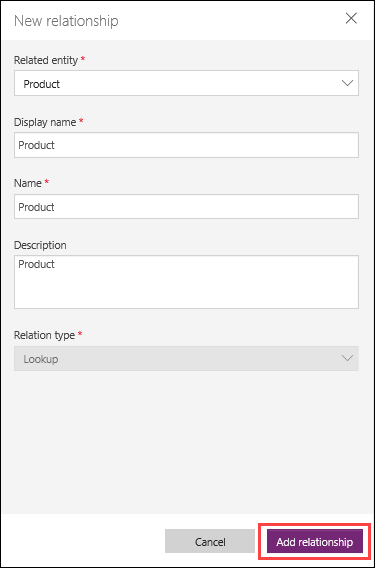 New relationship
Related entity *
Product
Display name *
Product
Name *
Product
Description
Product
Relation type *
Lookup
Cancel
Add relationship